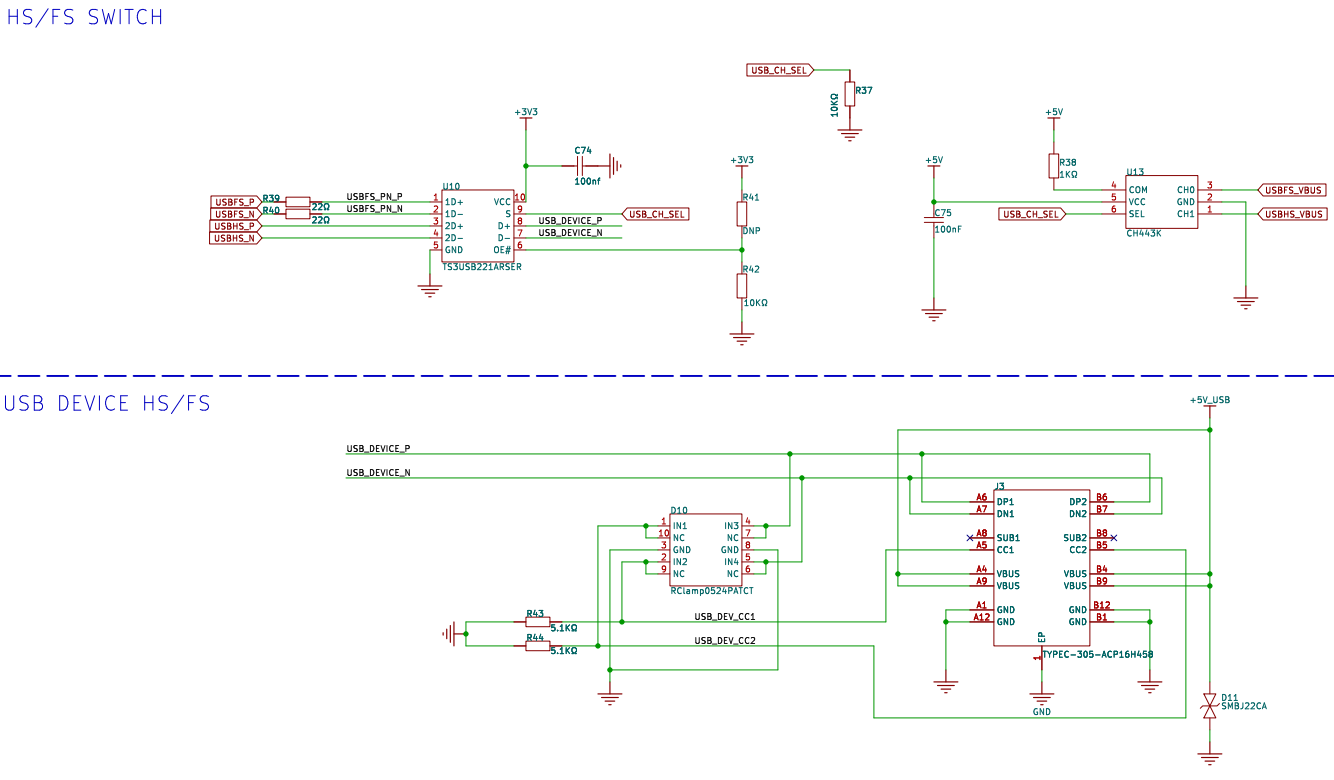 HS/FS SWITCH
USB_CH_SEL
R37
10KΩ
+3V3
C74
100nf
+5V
R38
1KΩ
+3V3
+5V
U10
USBFS_P
R39
22Ω
USBFS_PN_P
1 1D+ VCC 10
USBFS_N
R40
22Ω
USBFS_PN_N
2 1D- S 9
USB_CH_SEL
USBHS_P
3 2D+ D+ 8
USB_DEVICE_P
USBHS_N
4 2D- D- 7
USB_DEVICE_N
5 GND OE# 6
TS3USB221ARSER
R41
DNP
R42
10KΩ
C75
100nF
U13
4 COM CH0 3
USBFS_VBUS
5 VCC GND 2
USB_CH_SEL
6 SEL CH1 1
USBHS_VBUS
CH443K
USB DEVICE HS/FS
+5V_USB
USB_DEVICE_P
USB_DEVICE_N
D10
1 IN1 IN3 4
10 NC NC 7
3 GND GND 8
2 IN2 IN4 5
9 NC NC 6
RClamp0524PATCT
J3
A6 DP1 DP2 B6
A7 DN1 DN2 B7
A8 SUB1 SUB2 B8
A5 CC1 CC2 B5
A4 VBUS VBUS B4
A9 VBUS VBUS B9
A1 GND GND B12
A12 GND GND B1
EP
1
TYPEC-305-ACP16H458
R43
5.1KΩ
USB_DEV_CC1
R44
5.1KΩ
USB_DEV_CC2
GND
D11
SMBJ22CA